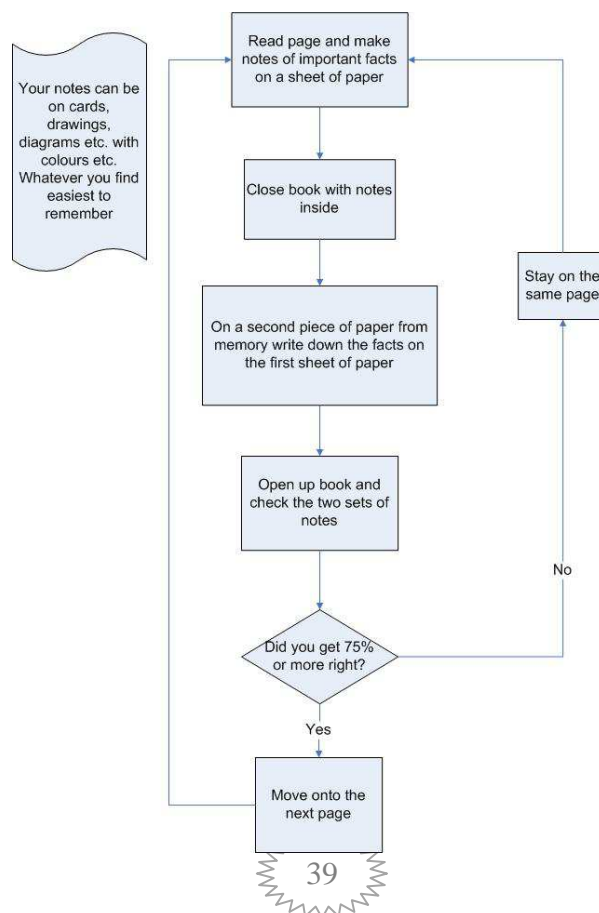 Read page and make
notes of important facts
on a sheet of paper
Your notes can be
on cards,
drawings,
diagrams etc. with
colours etc.
Whatever you find
easiest to
remember
Close book with notes
inside
Stay on the
same page
On a second piece of paper from
memory write down the facts on
the first sheet of paper
Open up book and
check the two sets of
notes
No
Did you get 75%
or more right?
Yes
Move onto the
next page
39